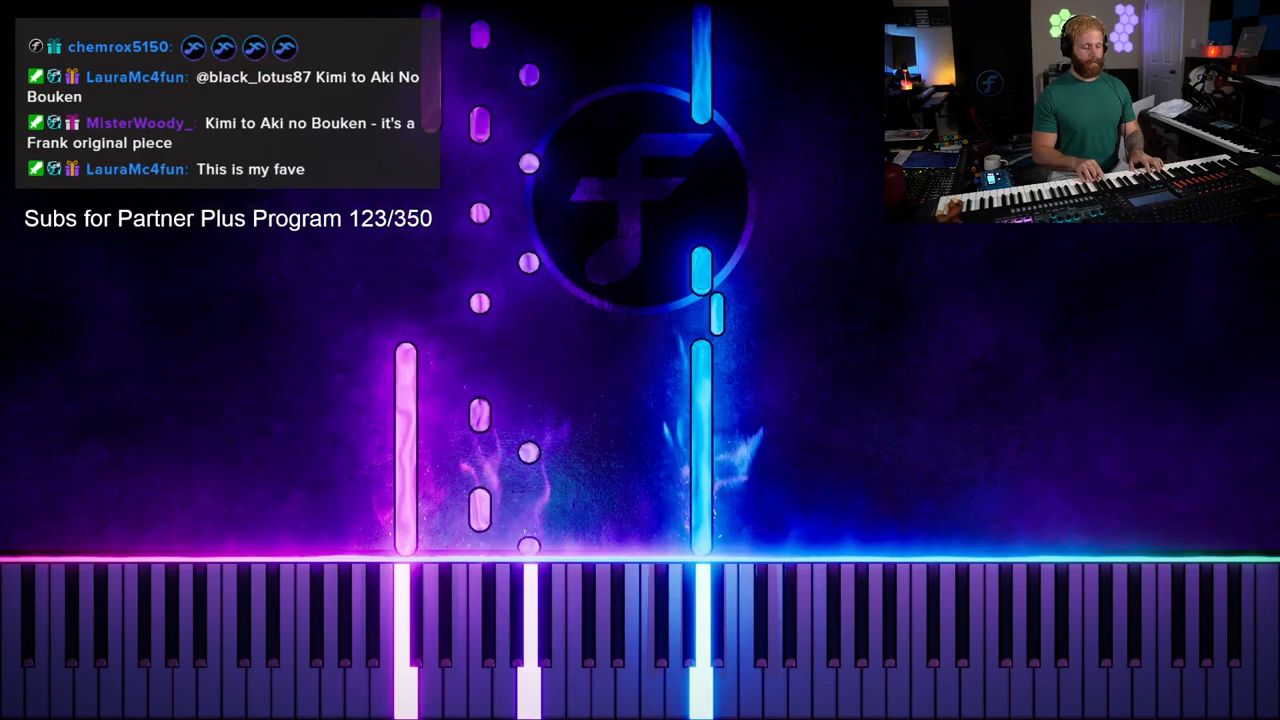 chemrox5150:
LauraMc4fun: @black_lotus87 Kimi to Aki No
Bouken
MisterWoody_: Kimi to Aki no Bouken - it's a
Frank original piece
LauraMc4fun: This is my fave
Subs for Partner Plus Program 123/350